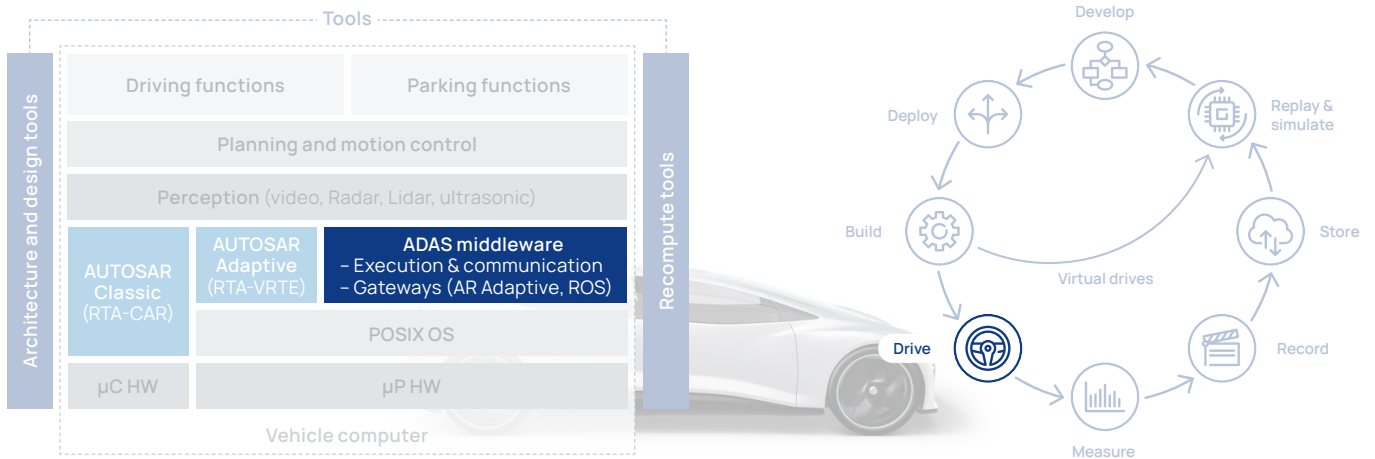 Tools
Architecture and design tools
Driving functions
Parking functions
Planning and motion control
Perception (video, Radar, Lidar, ultrasonic)
AUTOSAR
Classic
(RTA-CAR)
AUTOSAR
Adaptive
(RTA-VRTE)
ADAS middleware
– Execution & communication
– Gateways (AR Adaptive, ROS)
POSIX OS
µC HW
µP HW
Vehicle computer
Recompute tools
Develop
Deploy
Replay &
simulate
Build
Store
Virtual drives
Drive
Record
Measure